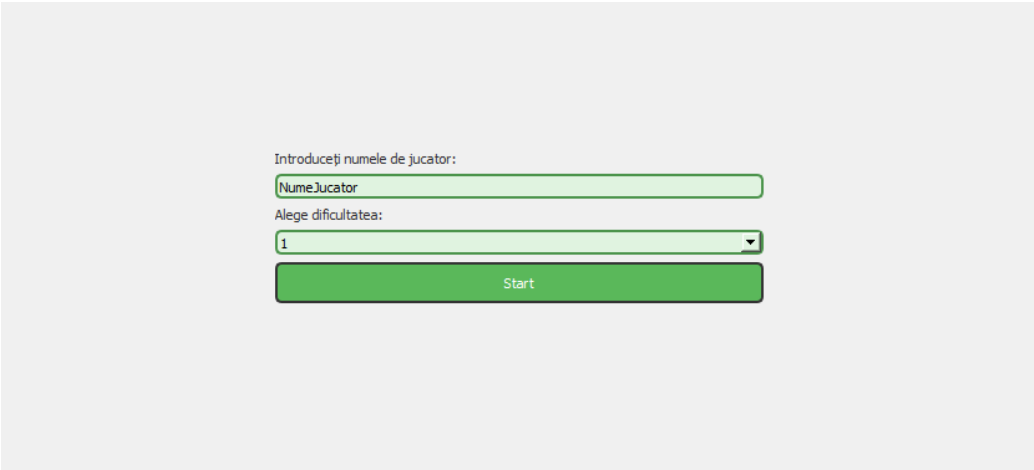 Introduceți numele de jucator:
NumeJucator
Alege dificultatea:
1
Start